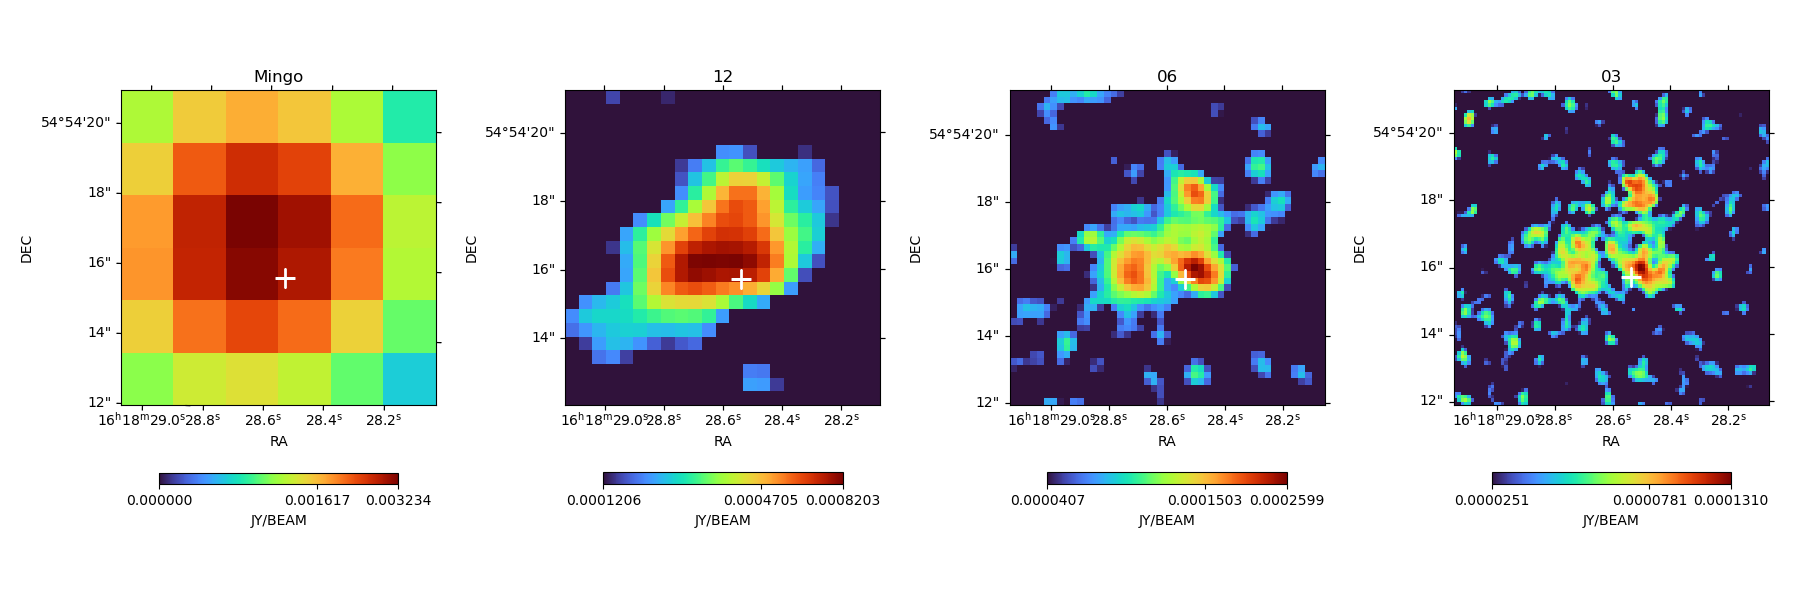 Mingo
12
06
03
54°54'20"
18"
16"
14"
12"
DEC
16h18m29.0s 28.8s 28.6s 28.4s 28.2s
RA
0.000000 0.001617 0.003234
JY/BEAM
54°54'20"
18"
16"
14"
DEC
16h18m29.0s 28.8s 28.6s 28.4s 28.2s
RA
0.0001206 0.0004705 0.0008203
JY/BEAM
54°54'20"
18"
16"
14"
12"
DEC
16h18m29.0s 28.8s 28.6s 28.4s 28.2s
RA
0.0000407 0.0001503 0.0002599
JY/BEAM
54°54'20"
18"
16"
14"
12"
DEC
16h18m29.0s 28.8s 28.6s 28.4s 28.2s
RA
0.0000251 0.0000781 0.0001310
JY/BEAM